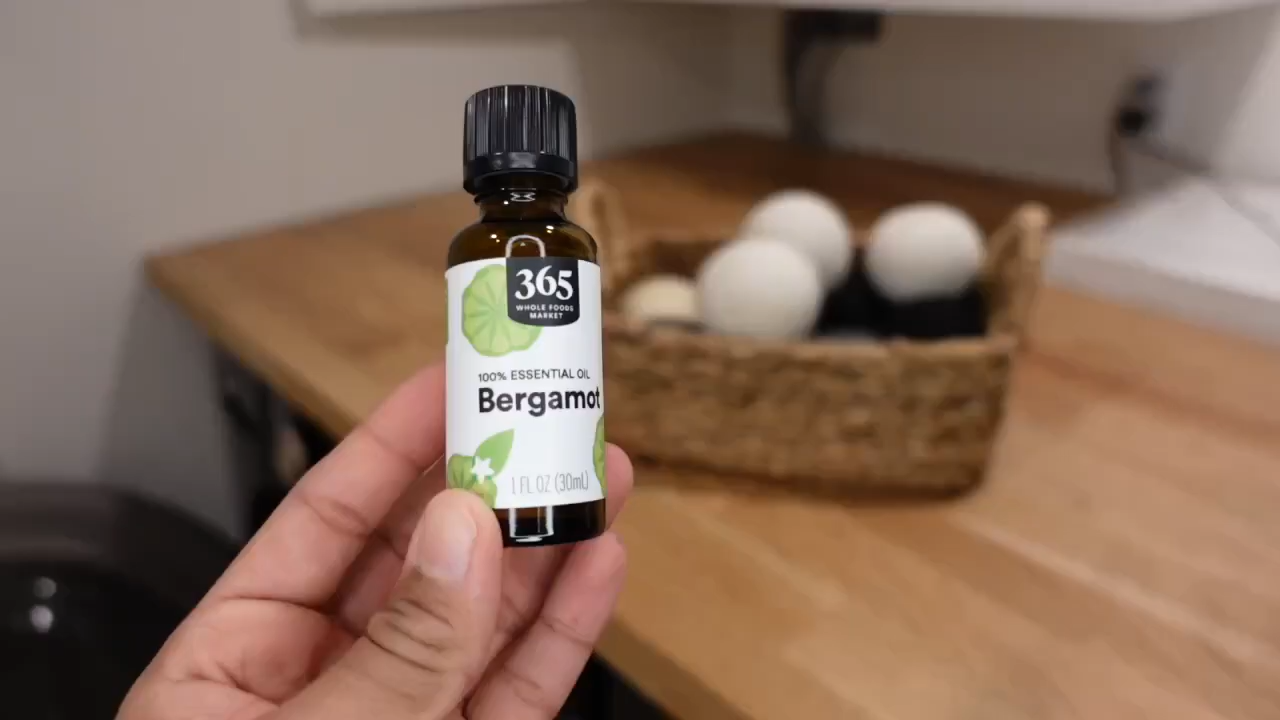 365
WHOLE FOODS
MARKET
100% ESSENTIAL OIL
Bergamot
1 FL OZ (30mL)